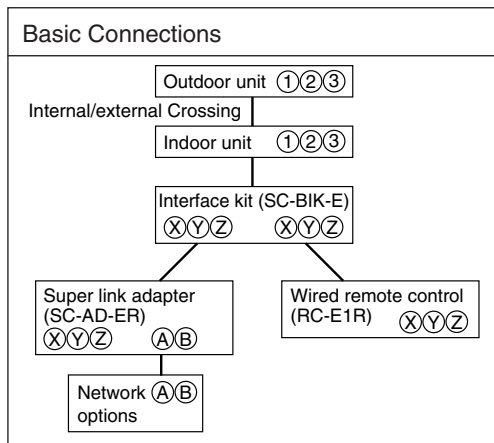 Basic Connections
Outdoor unit ①②③
Internal/external Crossing
Indoor unit ①②③
Interface kit (SC-BIK-E)
ⓍⓎⓏ ⓍⓎⓏ
Super link adapter
(SC-AD-ER)
ⓍⓎⓏ ⒶⒷ
Wired remote control
(RC-E1R) ⓍⓎⓏ
Network ⒶⒷ
options